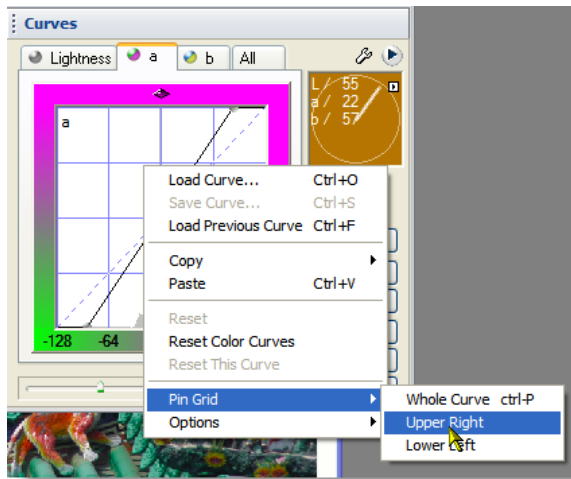 Curves
Lightness a b All
L/ 55
a/ 22
b/ 57
a
-128 -64
Load Curve... Ctrl+O
Save Curve... Ctrl+S
Load Previous Curve Ctrl+F
Copy
Paste Ctrl+V
Reset
Reset Color Curves
Reset This Curve
Pin Grid
Options
Whole Curve ctrl-P
Upper Right
Lower Left